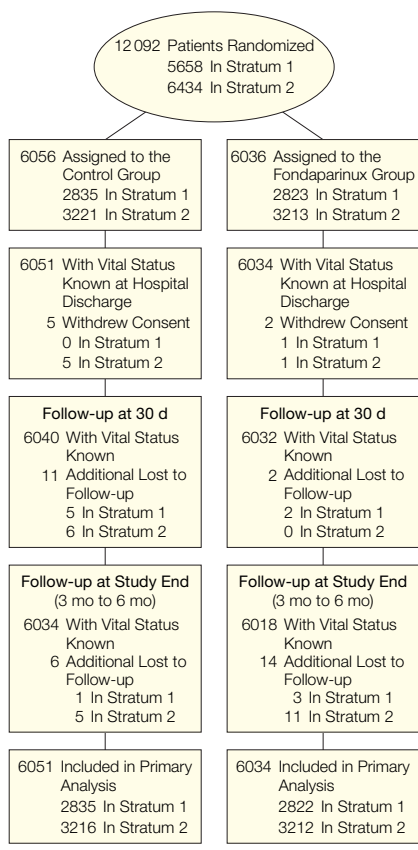 12 092 Patients Randomized
5658 In Stratum 1
6434 In Stratum 2
6056 Assigned to the
Control Group
2835 In Stratum 1
3221 In Stratum 2
6051 With Vital Status
Known at Hospital
Discharge
5 Withdrew Consent
0 In Stratum 1
5 In Stratum 2
Follow-up at 30 d
6040 With Vital Status
Known
11 Additional Lost to
Follow-up
5 In Stratum 1
6 In Stratum 2
Follow-up at Study End
(3 mo to 6 mo)
6034 With Vital Status
Known
6 Additional Lost to
Follow-up
1 In Stratum 1
5 In Stratum 2
6051 Included in Primary
Analysis
2835 In Stratum 1
3216 In Stratum 2
6036 Assigned to the
Fondaparinux Group
2823 In Stratum 1
3213 In Stratum 2
6034 With Vital Status
Known at Hospital
Discharge
2 Withdrew Consent
1 In Stratum 1
1 In Stratum 2
Follow-up at 30 d
6032 With Vital Status
Known
2 Additional Lost to
Follow-up
2 In Stratum 1
0 In Stratum 2
Follow-up at Study End
(3 mo to 6 mo)
6018 With Vital Status
Known
14 Additional Lost to
Follow-up
3 In Stratum 1
11 In Stratum 2
6034 Included in Primary
Analysis
2822 In Stratum 1
3212 In Stratum 2